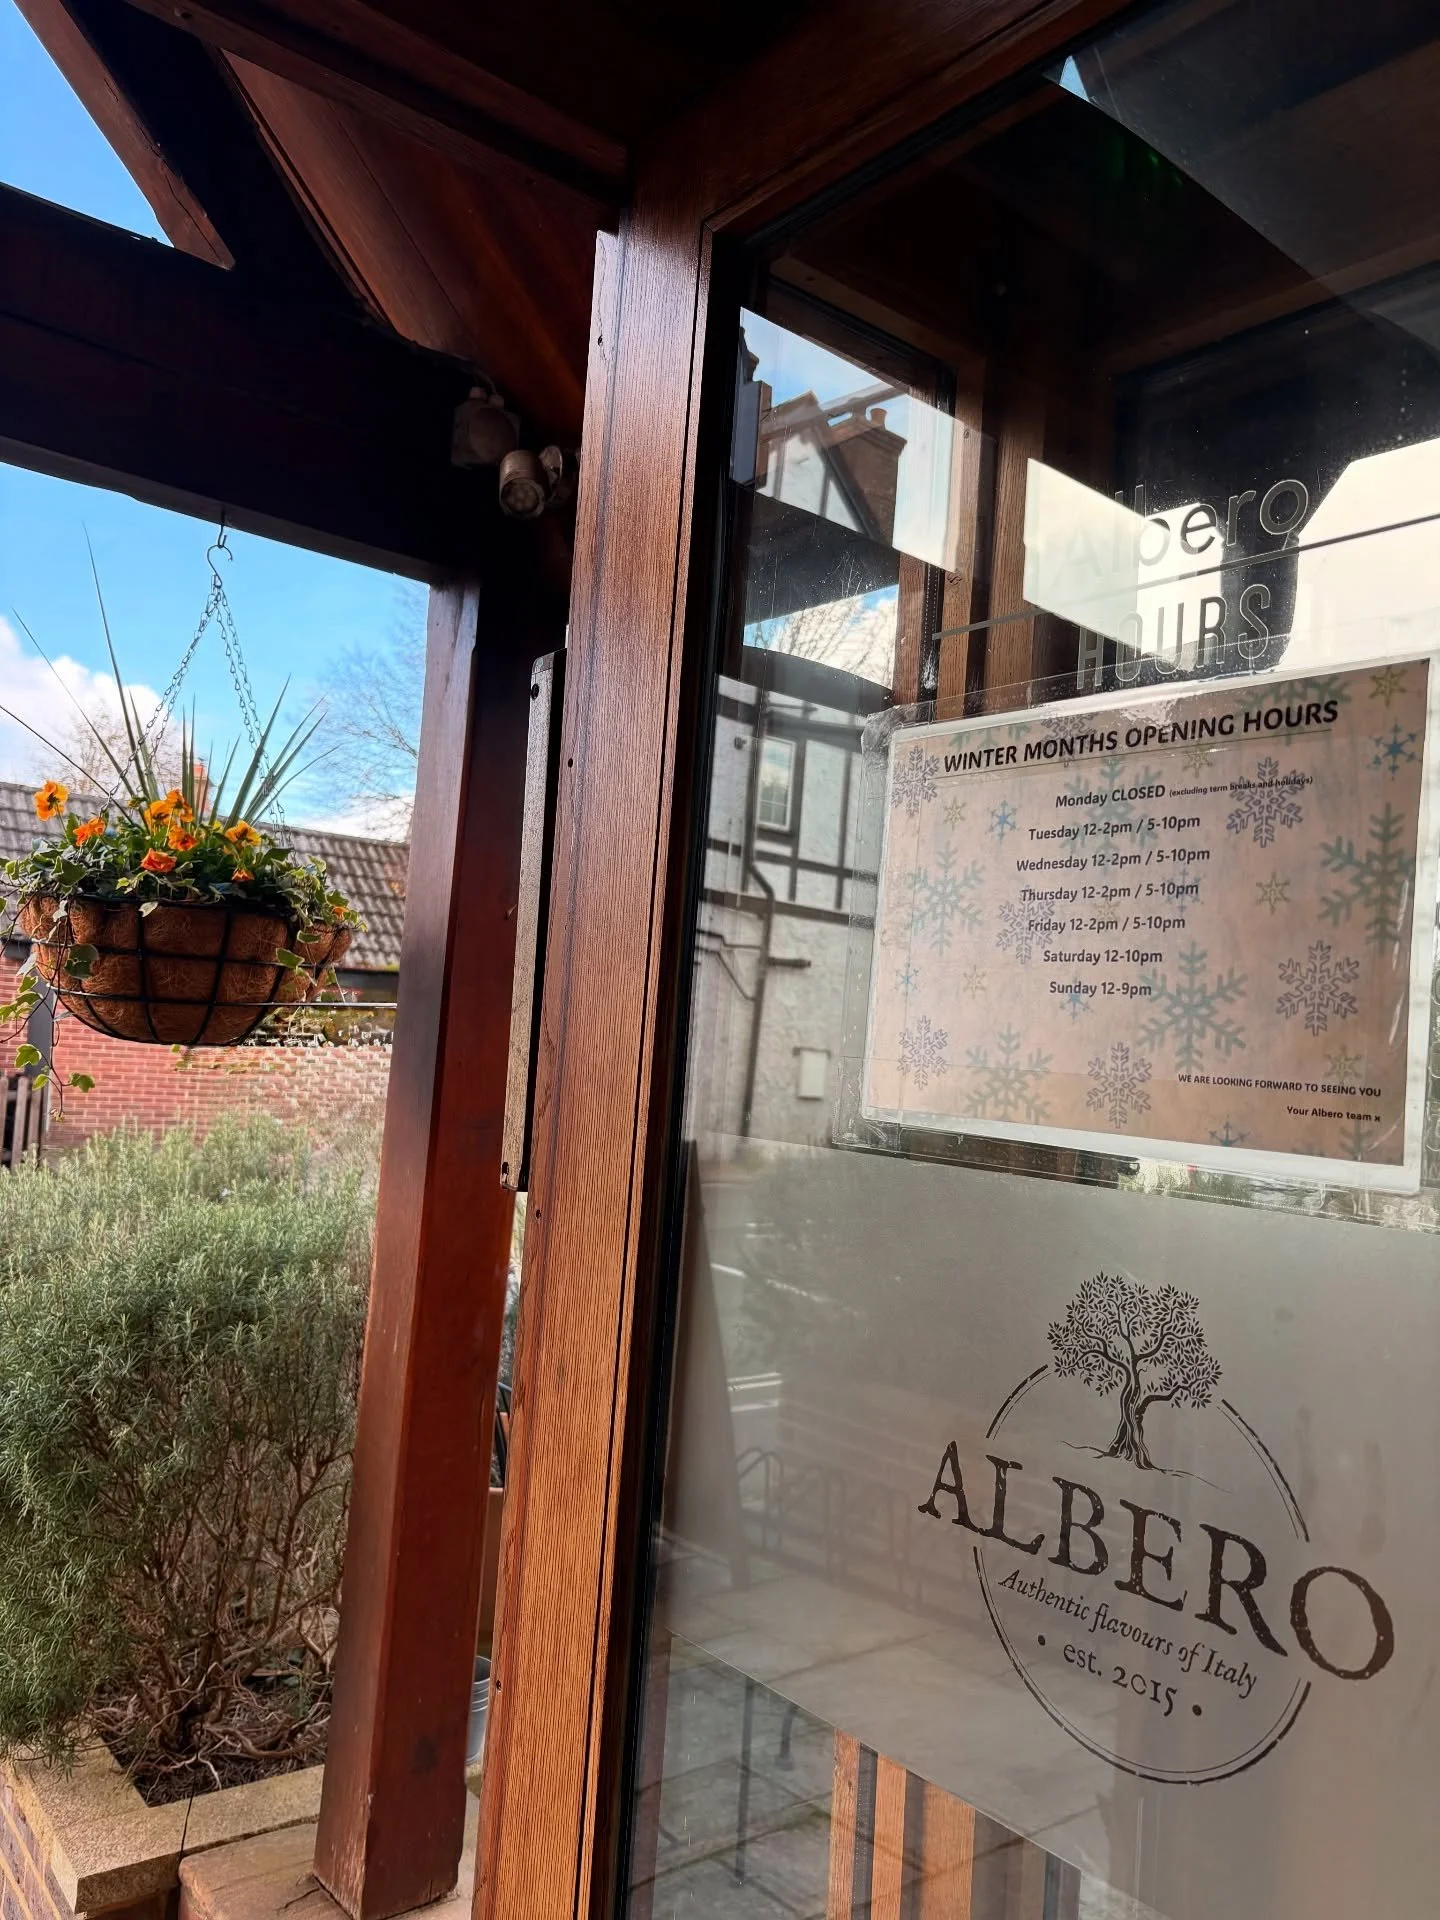 Albero
HOURS
WINTER MONTHS OPENING HOURS
Monday CLOSED (excluding term breaks and holidays)
Tuesday 12-2pm / 5-10pm
Wednesday 12-2pm / 5-10pm
Thursday 12-2pm / 5-10pm
Friday 12-2pm / 5-10pm
Saturday 12-10pm
Sunday 12-9pm
WE ARE LOOKING FORWARD TO SEEING YOU
Your Albero team x
ALBERO
Authentic flavours of Italy
• est. 2015 •